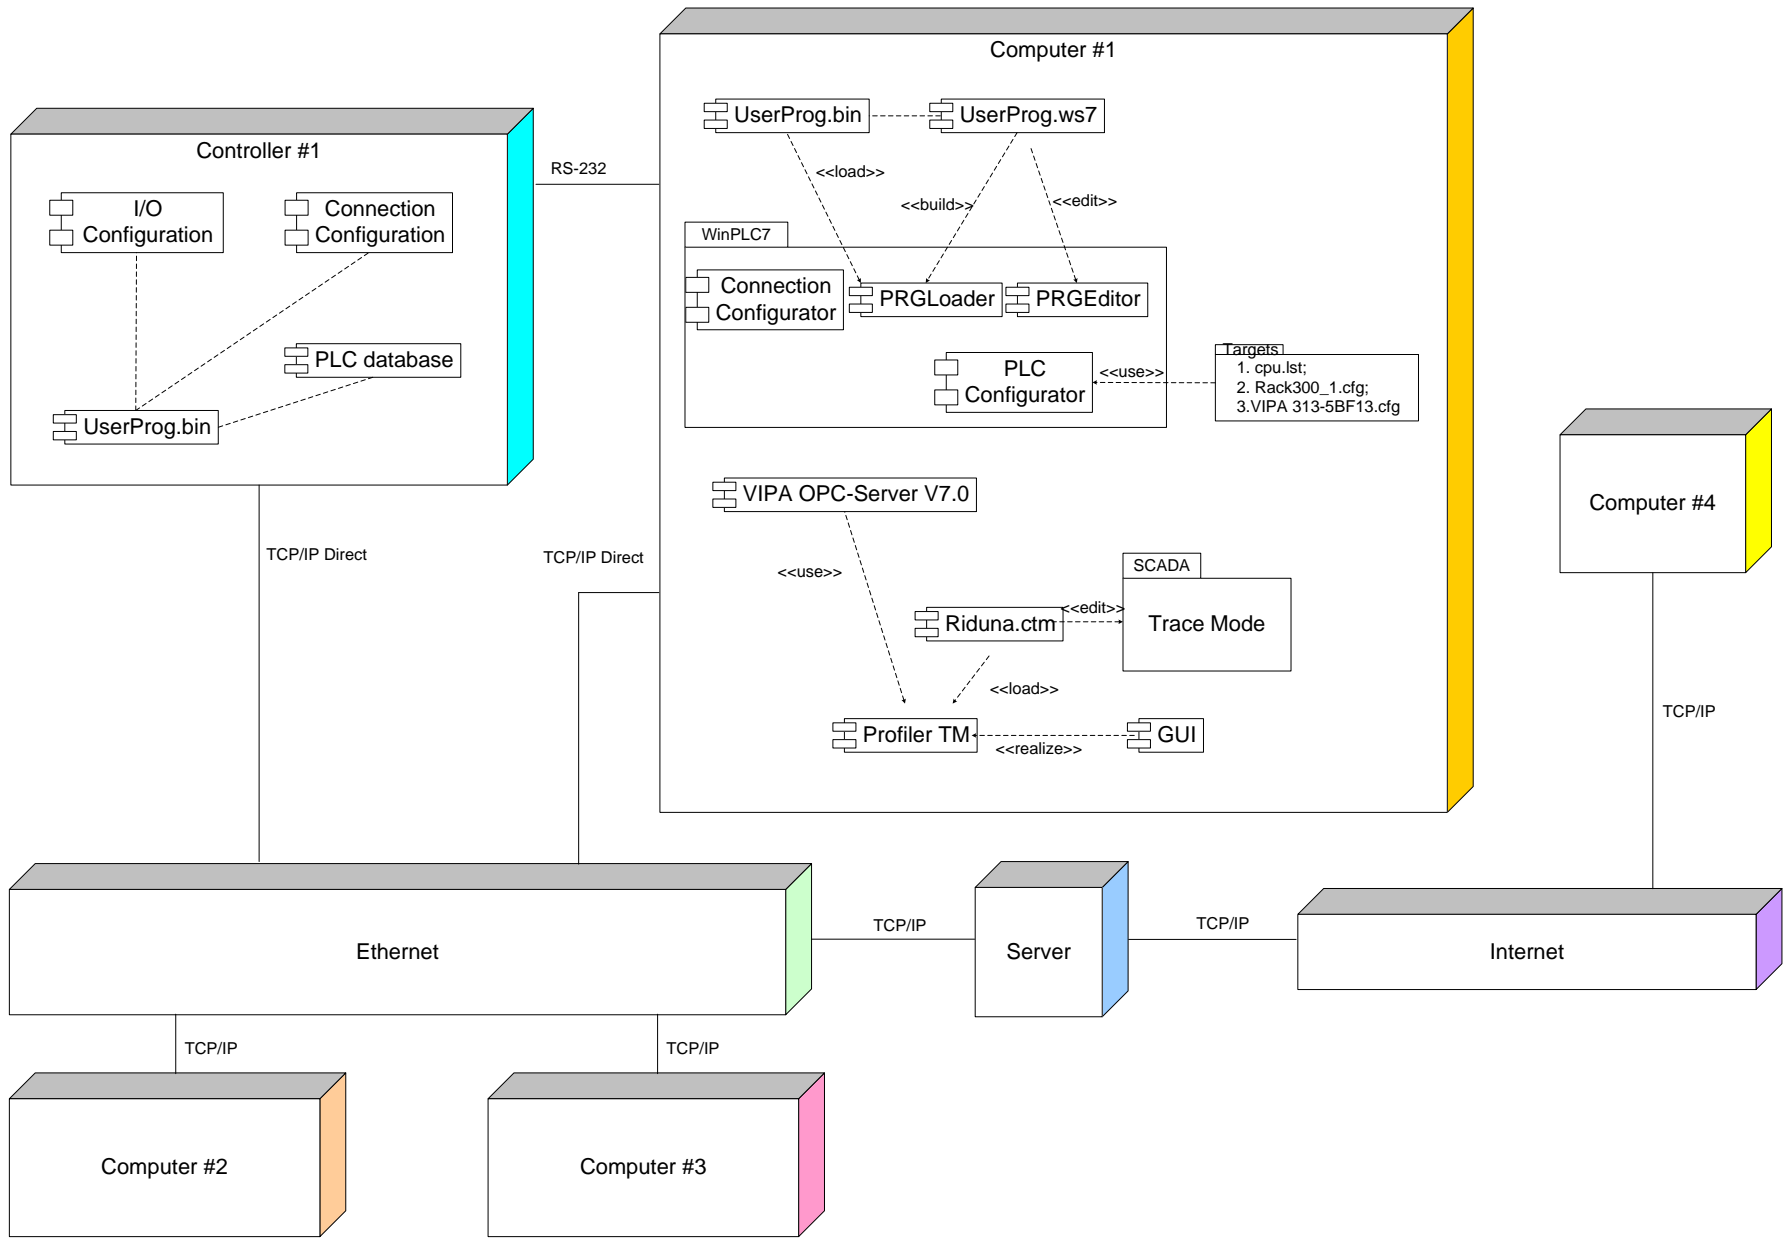 Computer #1
UserProg.bin
UserProg.ws7
Controller #1
RS-232
<<load>>
<<build>>
<<edit>>
I/O
Configuration
Connection
Configuration
WinPLC7
Connection
Configurator
PRGLoader
PRGEditor
PLC database
PLC
Configurator
<<use>>
Targets
1. cpu.lst;
2. Rack300_1.cfg;
3.VIPA 313-5BF13.cfg
UserProg.bin
VIPA OPC-Server V7.0
Computer #4
TCP/IP Direct
TCP/IP Direct
<<use>>
SCADA
<<edit>>
Riduna.ctm
Trace Mode
<<load>>
TCP/IP
Profiler TM
<<realize>>
GUI
Ethernet
TCP/IP
Server
TCP/IP
Internet
TCP/IP
TCP/IP
Computer #2
Computer #3